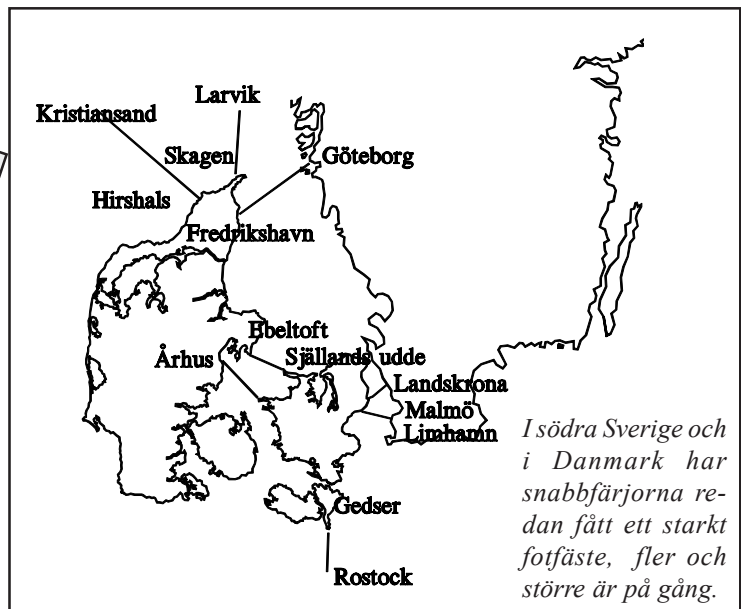 Larvik
Kristiansand
Skagen
Göteborg
Hirshals
Fredrikshavn
Ebeltoft
Århus
Själlands udde
Landskrona
Malmö
Limhamn
Gedser
Rostock
I södra Sverige och
i Danmark har
snabbfärjorna re-
dan fått ett starkt
fotfäste, fler och
större är på gång.